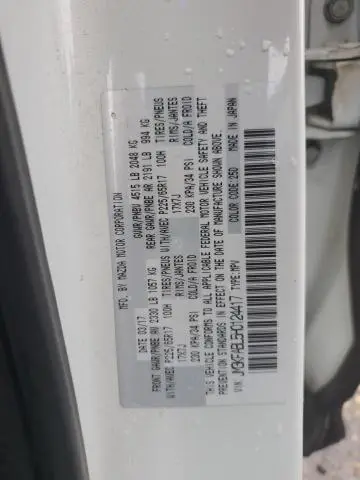 MFD. BY MAZDA MOTOR CORPORATION
DATE 03/17 GVWR/PNBV 4515 LB 2048 KG
FRONT GAWR/PNBE AV 2330 LB 1057 KG REAR GAWR/PNBE AR 2191 LB 994 KG
WITH/AVEC P225/65R17 100H TIRES/PNEUS WITH/AVEC P225/65R17 100H TIRES/PNEUS
17X7J RIMS/JANTES 17X7J RIMS/JANTES
230 KPA/34 PSI COLD/A FROID 230 KPA/34 PSI COLD/A FROID
THIS VEHICLE CONFORMS TO ALL APPLICABLE FEDERAL MOTOR VEHICLE SAFETY AND THEFT
PREVENTION STANDARDS IN EFFECT ON THE DATE OF MANUFACTURE SHOWN ABOVE.
VIN: TYPE:MPV COLOR CODE:25D MADE IN JAPAN